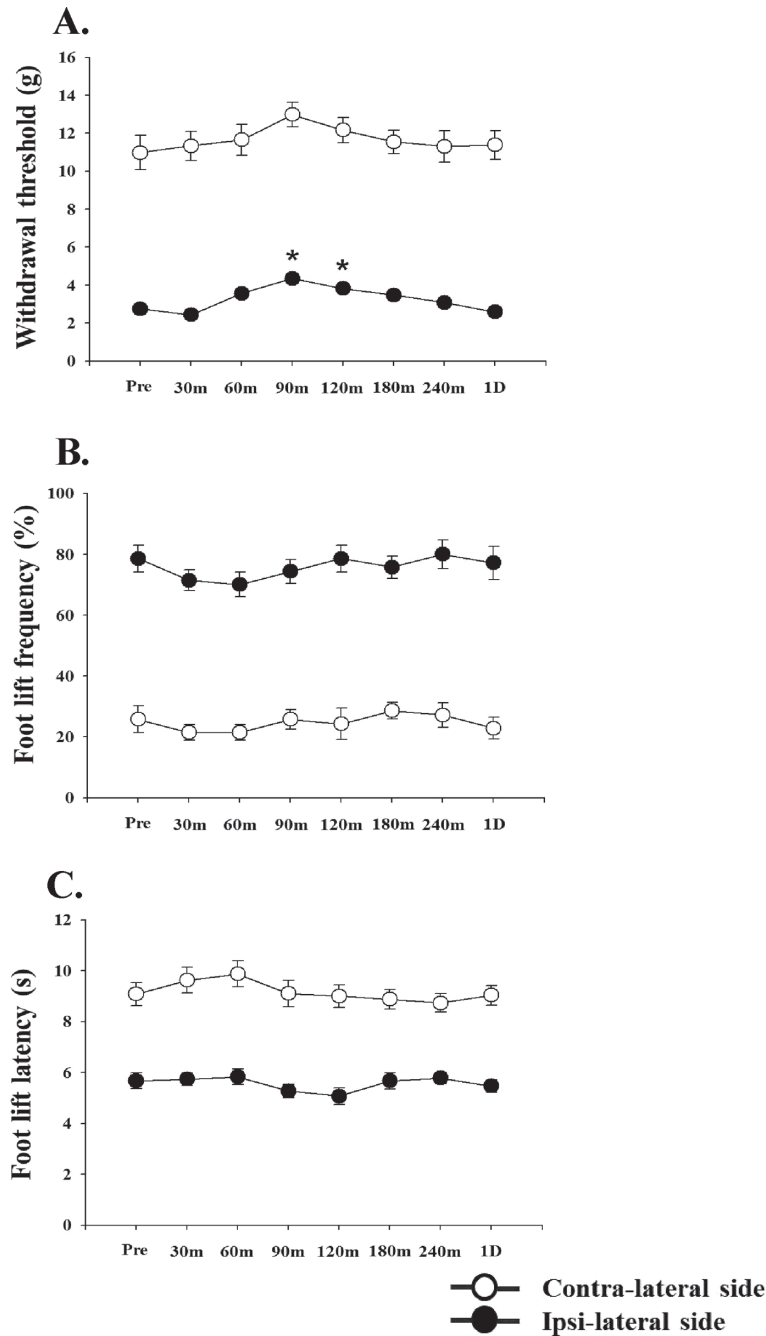 A.
Withdrawal threshold (g)
16
14
12
10
8
6
4
2
0
* *
Pre 30m 60m 90m 120m 180m 240m 1D
B.
Foot lift frequency (%)
100
80
60
40
20
0
Pre 30m 60m 90m 120m 180m 240m 1D
C.
Foot lift latency (s)
12
10
8
6
4
2
0
Pre 30m 60m 90m 120m 180m 240m 1D
Contra-lateral side
Ipsi-lateral side